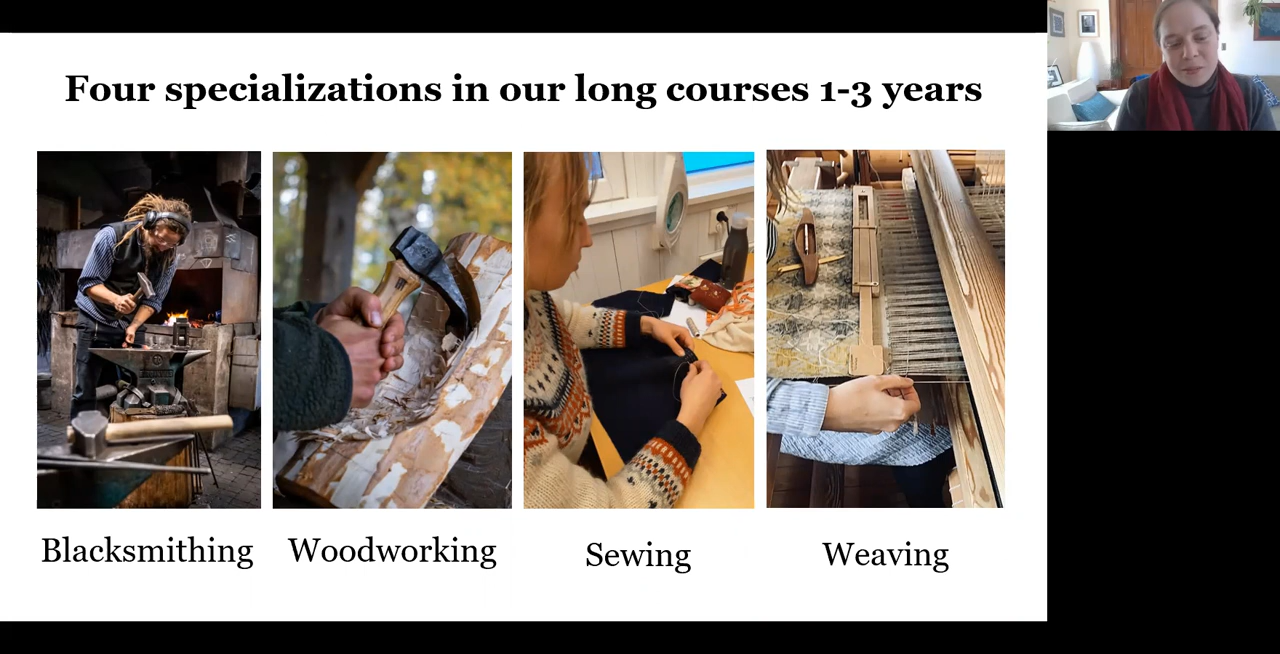 Four specializations in our long courses 1-3 years
Blacksmithing
Woodworking
Sewing
Weaving